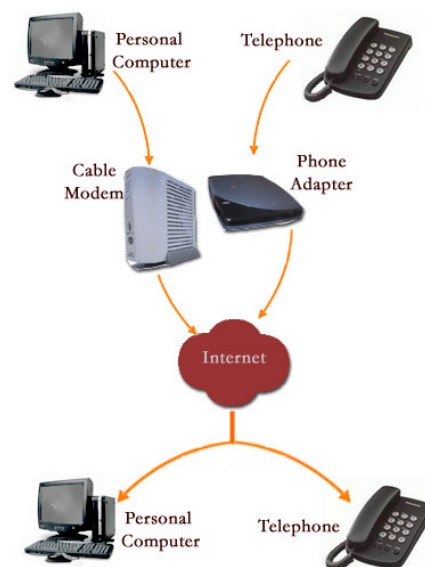 Personal
Computer
Telephone
Cable
Modem
Phone
Adapter
Internet
Personal
Computer
Telephone